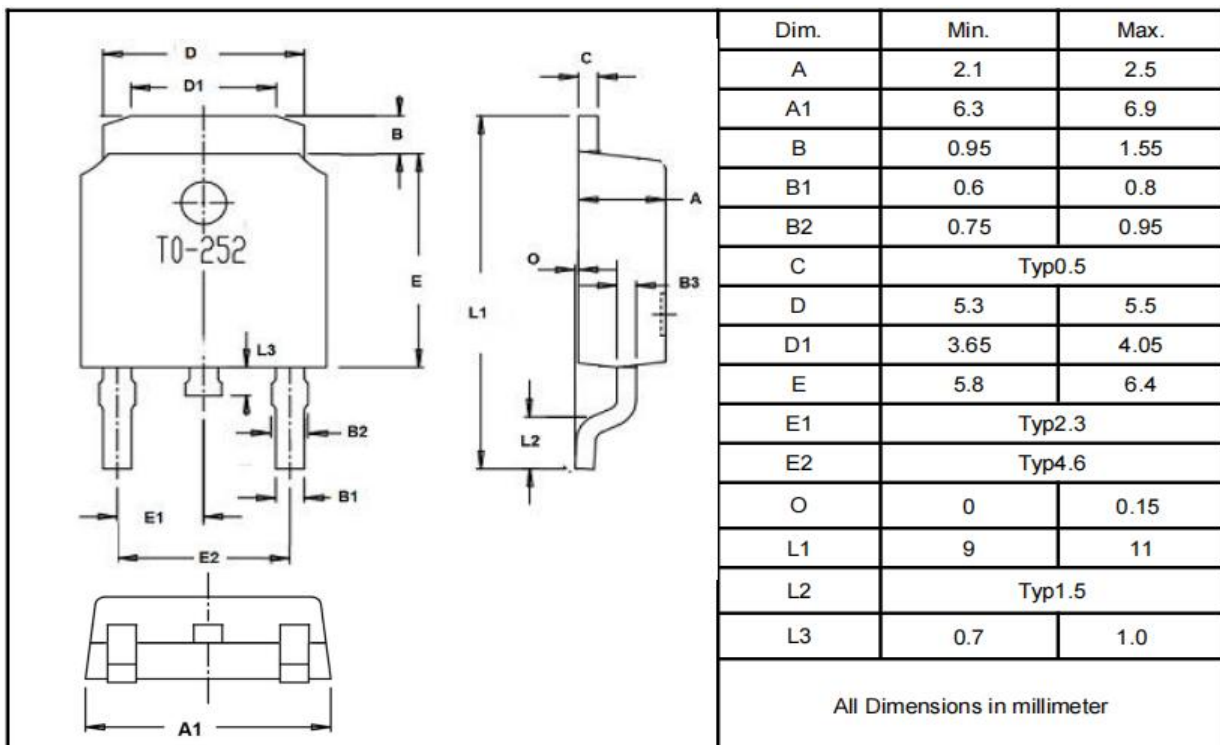 D
D1
B
TO-252
E
L3
B2
B1
E1
E2
A1
C
A
O
B3
L1
L2
Dim. Min. Max.
A 2.1 2.5
A1 6.3 6.9
B 0.95 1.55
B1 0.6 0.8
B2 0.75 0.95
C Typ0.5
D 5.3 5.5
D1 3.65 4.05
E 5.8 6.4
E1 Typ2.3
E2 Typ4.6
O 0 0.15
L1 9 11
L2 Typ1.5
L3 0.7 1.0
All Dimensions in millimeter